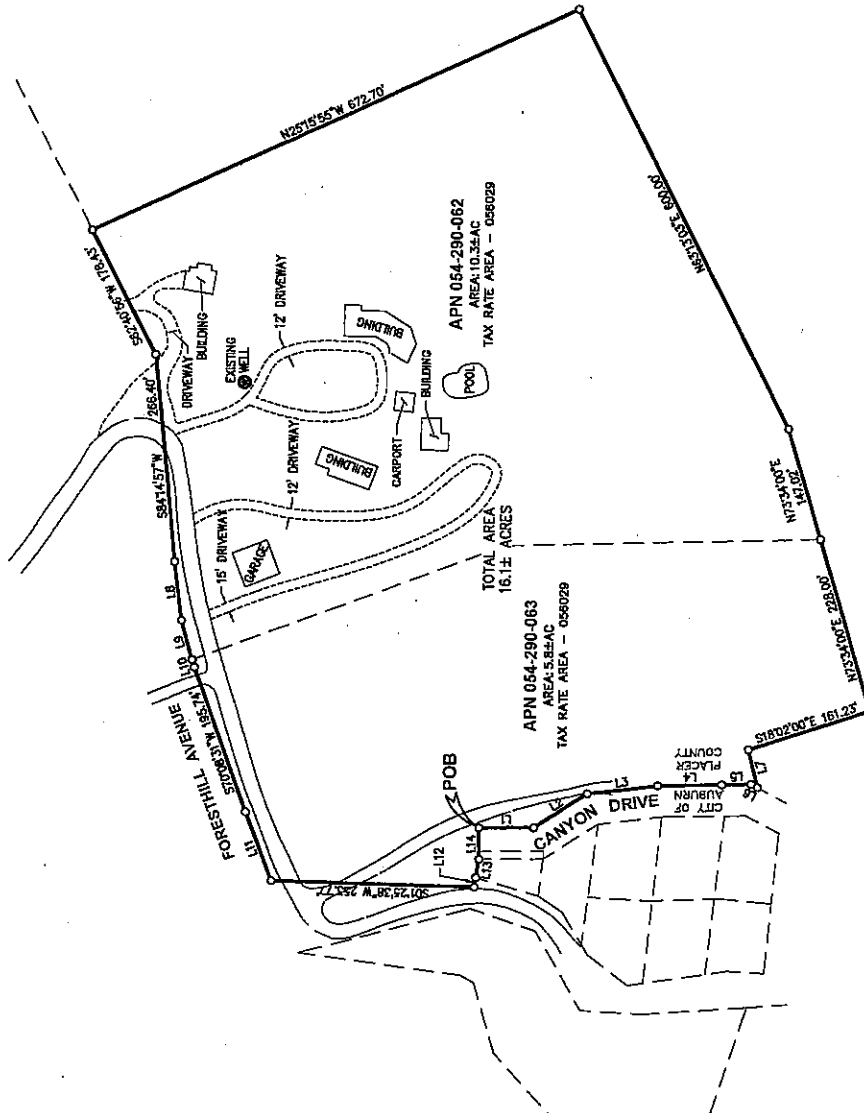 N25°15'55"W 672.70'
S62°40'56"W 178.43'
BUILDING
DRIVEWAY
266.40'
S84°14'57"W
EXISTING
WELL
12' DRIVEWAY
BUILDING
APN 054-290-062
AREA:10.3±AC
TAX RATE AREA - 056029
N63°13'03"E 600.00'
POOL
BUILDING
CARPORT
BUILDING
12' DRIVEWAY
GARAGE
15' DRIVEWAY
TOTAL AREA
16.1± ACRES
N73°34'00"E
147.02'
L8
L9
L10
APN 054-290-063
AREA:5.8±AC
TAX RATE AREA - 056029
N73°34'00"E 228.00'
FORESTHILL AVENUE
S70°08'31"W 195.74'
L11
S18°02'00"E 161.23'
PLACER
COUNTY
CITY OF
AUBURN
L7
L6
L5
L4
L3
CANYON DRIVE
L2
L1
POB
L14
L13
L12
S01°25'38"W 253.77'